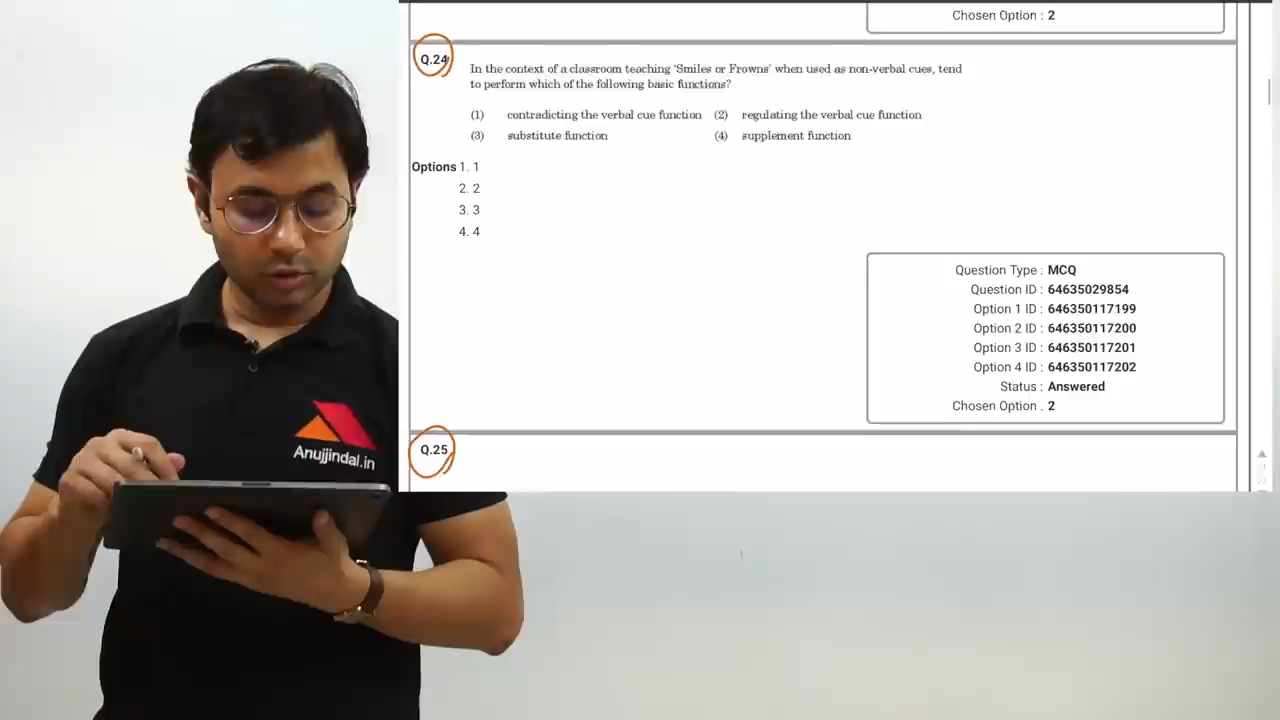 Chosen Option : 2
Q.24
In the context of a classroom teaching ‘Smiles or Frowns’ when used as non-verbal cues, tend
to perform which of the following basic functions?
(1) contradicting the verbal cue function (2) regulating the verbal cue function
(3) substitute function (4) supplement function
Options 1. 1
2. 2
3. 3
4. 4
Question Type : MCQ
Question ID : 64635029854
Option 1 ID : 646350117199
Option 2 ID : 646350117200
Option 3 ID : 646350117201
Option 4 ID : 646350117202
Status : Answered
Chosen Option : 2
Q.25
Anujjindal.in